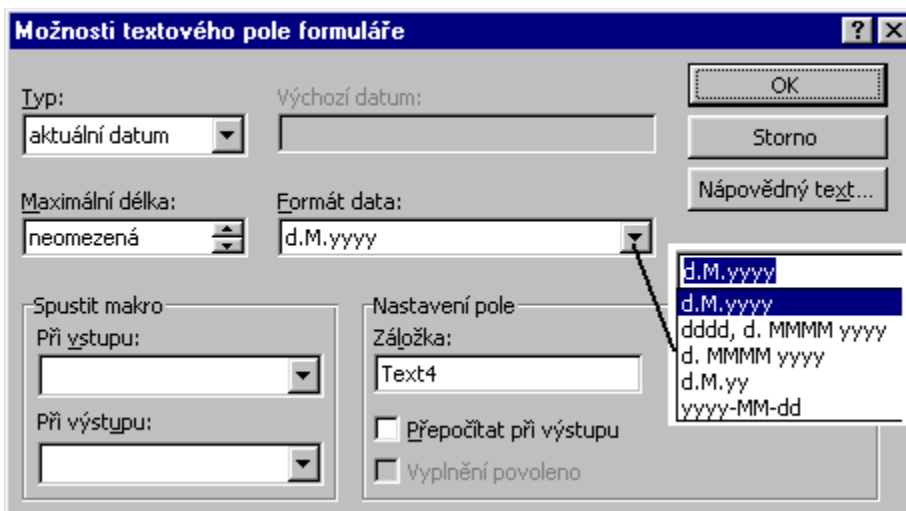 Možnosti textového pole formuláře
Typ:
aktuální datum
Výchozí datum:
OK
Storno
Nápovědný text...
Maximální délka:
neomezená
Formát data:
d.M.yyyy
d.M.yyyy
d.M.yyyy
dddd, d. MMMM yyyy
d. MMMM yyyy
d.M.yy
yyyy-MM-dd
Spustit makro
Při vstupu:
Při výstupu:
Nastavení pole
Záložka:
Text4
Přepočítat při výstupu
Vyplnění povoleno